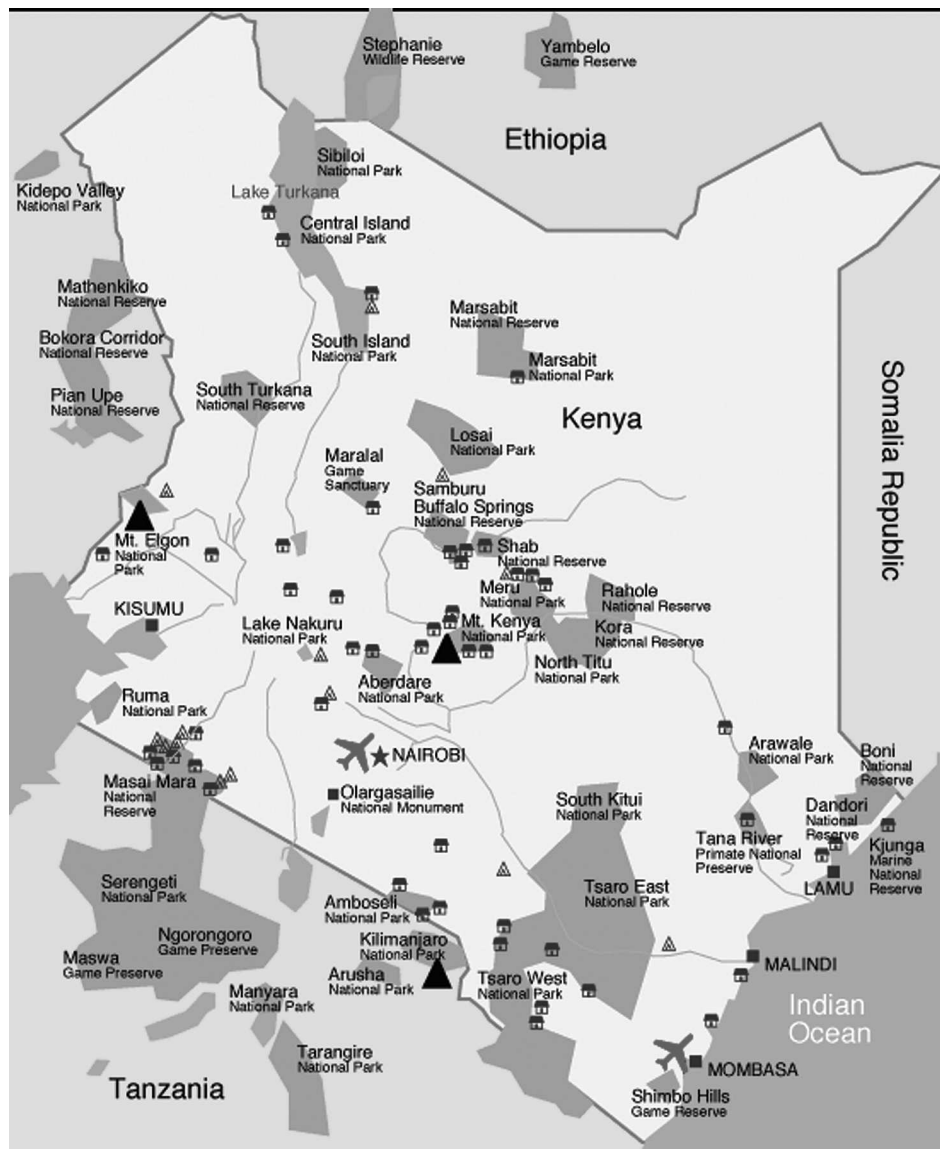 Stephanie
Wildlife Reserve
Yambelo
Game Reserve
Ethiopia
Sibiloi
National Park
Kidepo Valley
National Park
Lake Turkana
Central Island
National Park
Mathenkiko
National Reserve
Marsabit
National Reserve
Bokora Corridor
National Reserve
South Island
National Park
Marsabit
National Park
Pian Upe
National Reserve
South Turkana
National Reserve
Kenya
Somalia Republic
Losai
National Park
Maralal
Game
Sanctuary
Samburu
Buffalo Springs
National Reserve
Mt. Elgon
National
Park
Shab
National Reserve
Meru
National Park
Rahole
National Reserve
KISUMU
Lake Nakuru
National Park
Mt. Kenya
National Park
Kora
National Reserve
North Titu
National Park
Aberdare
National Park
Ruma
National Park
NAIROBI
Arawale
National Park
Boni
National
Reserve
Masai Mara
National
Reserve
Olargasailie
National Monument
South Kitui
National Park
Dandori
National
Reserve
Tana River
Primate National
Preserve
Kjunga
Marine
National
Reserve
LAMU
Serengeti
National Park
Tsaro East
National Park
Amboseli
National Park
Ngorongoro
Game Preserve
Kilimanjaro
National Park
Maswa
Game Preserve
Arusha
National Park
Tsaro West
National Park
MALINDI
Manyara
National Park
Indian
Ocean
Tarangire
National Park
Tanzania
MOMBASA
Shimbo Hills
Game Reserve